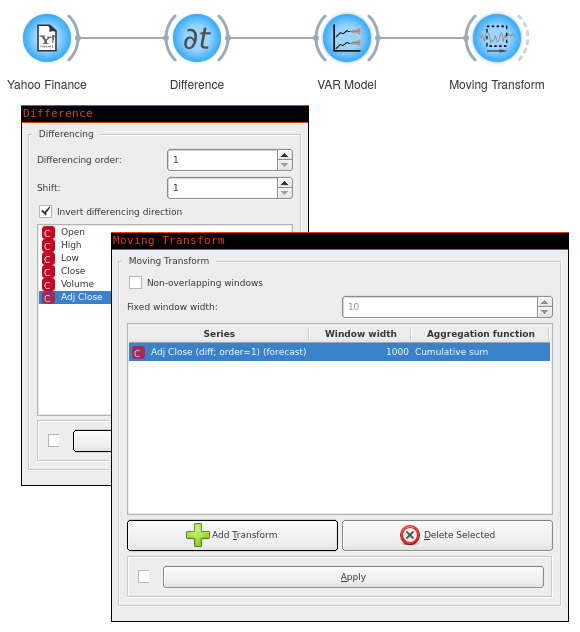 Yahoo Finance Difference VAR Model Moving Transform
Difference
Differencing
Differencing order: 1
Shift: 1
Invert differencing direction
C Open
C High
C Low
C Close
C Volume
C Adj Close
Moving Transform
Moving Transform
Non-overlapping windows
Fixed window width: 10
Series Window width Aggregation function
C Adj Close (diff; order=1) (forecast) 1000 Cumulative sum
Add Transform Delete Selected
Apply